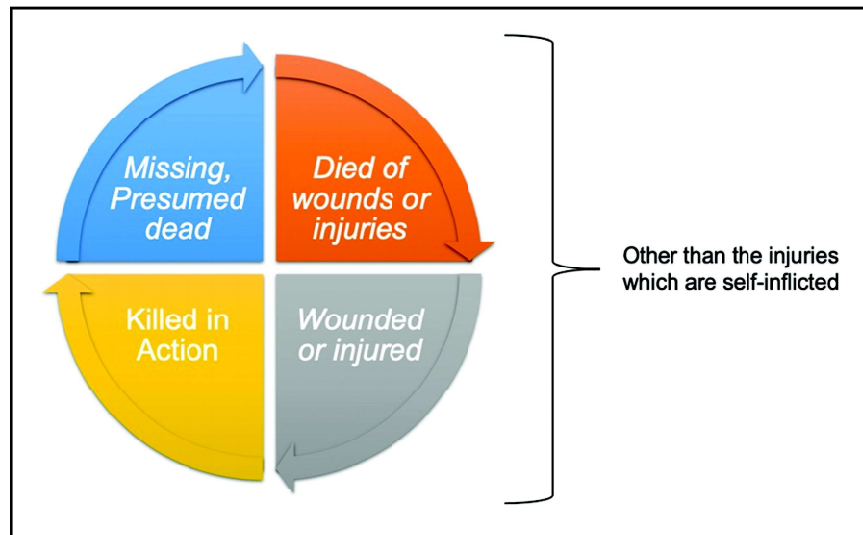 Missing,
Presumed
dead
Died of
wounds or
injuries
Killed in
Action
Wounded
or injured
Other than the injuries
which are self-inflicted